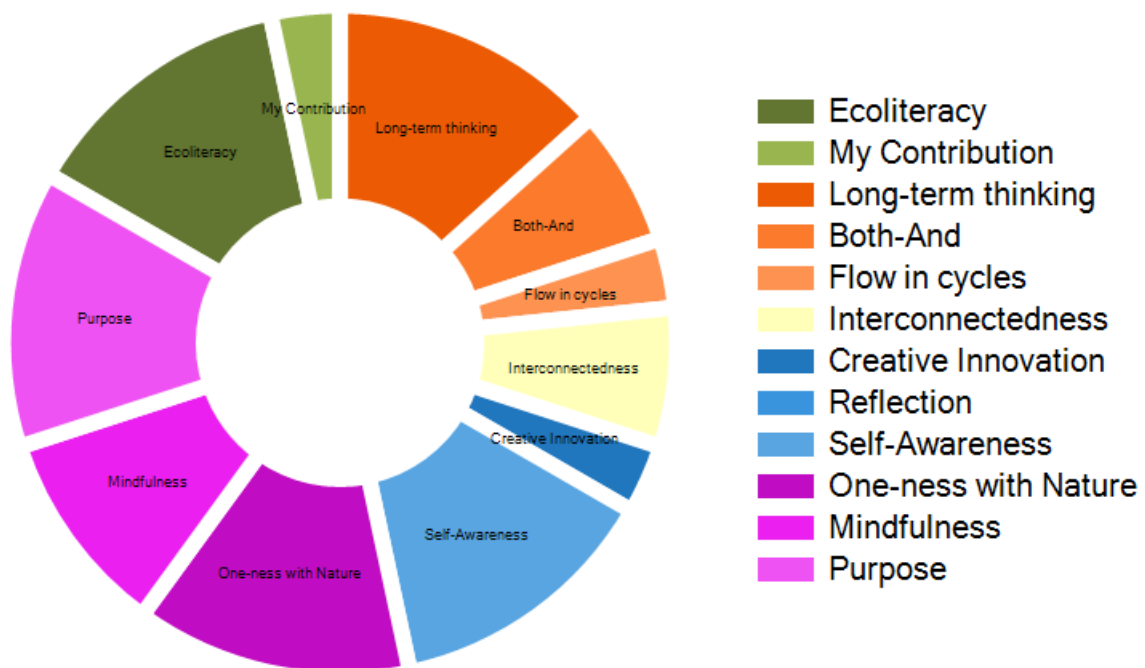 My Contribution
Long-term thinking
Ecoliteracy
Both-And
Flow in cycles
Purpose
Interconnectedness
Creative Innovation
Mindfulness
Self-Awareness
One-ness with Nature
Ecoliteracy
My Contribution
Long-term thinking
Both-And
Flow in cycles
Interconnectedness
Creative Innovation
Reflection
Self-Awareness
One-ness with Nature
Mindfulness
Purpose